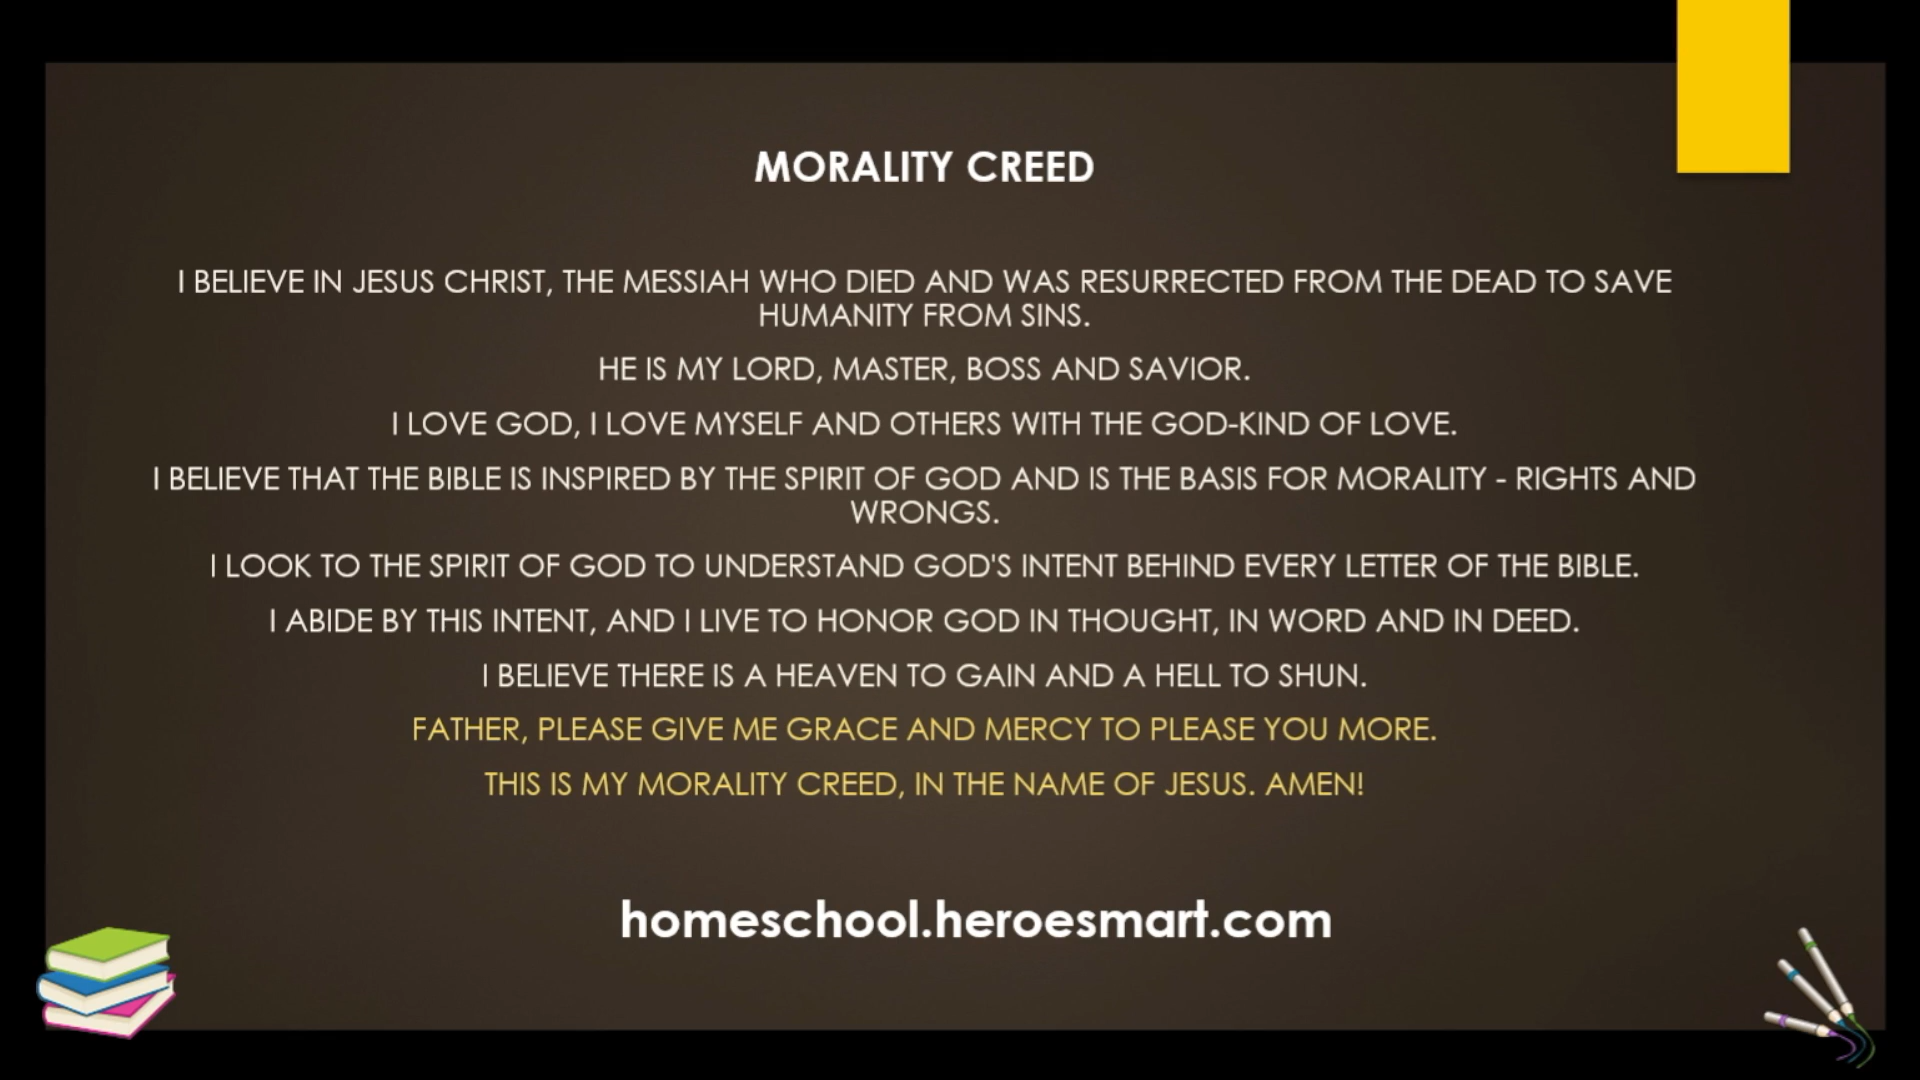 MORALITY CREED
I BELIEVE IN JESUS CHRIST, THE MESSIAH WHO DIED AND WAS RESURRECTED FROM THE DEAD TO SAVE
HUMANITY FROM SINS.
HE IS MY LORD, MASTER, BOSS AND SAVIOR.
I LOVE GOD, I LOVE MYSELF AND OTHERS WITH THE GOD-KIND OF LOVE.
I BELIEVE THAT THE BIBLE IS INSPIRED BY THE SPIRIT OF GOD AND IS THE BASIS FOR MORALITY - RIGHTS AND
WRONGS.
I LOOK TO THE SPIRIT OF GOD TO UNDERSTAND GOD'S INTENT BEHIND EVERY LETTER OF THE BIBLE.
I ABIDE BY THIS INTENT, AND I LIVE TO HONOR GOD IN THOUGHT, IN WORD AND IN DEED.
I BELIEVE THERE IS A HEAVEN TO GAIN AND A HELL TO SHUN.
FATHER, PLEASE GIVE ME GRACE AND MERCY TO PLEASE YOU MORE.
THIS IS MY MORALITY CREED, IN THE NAME OF JESUS. AMEN!
homeschool.heroesmart.com